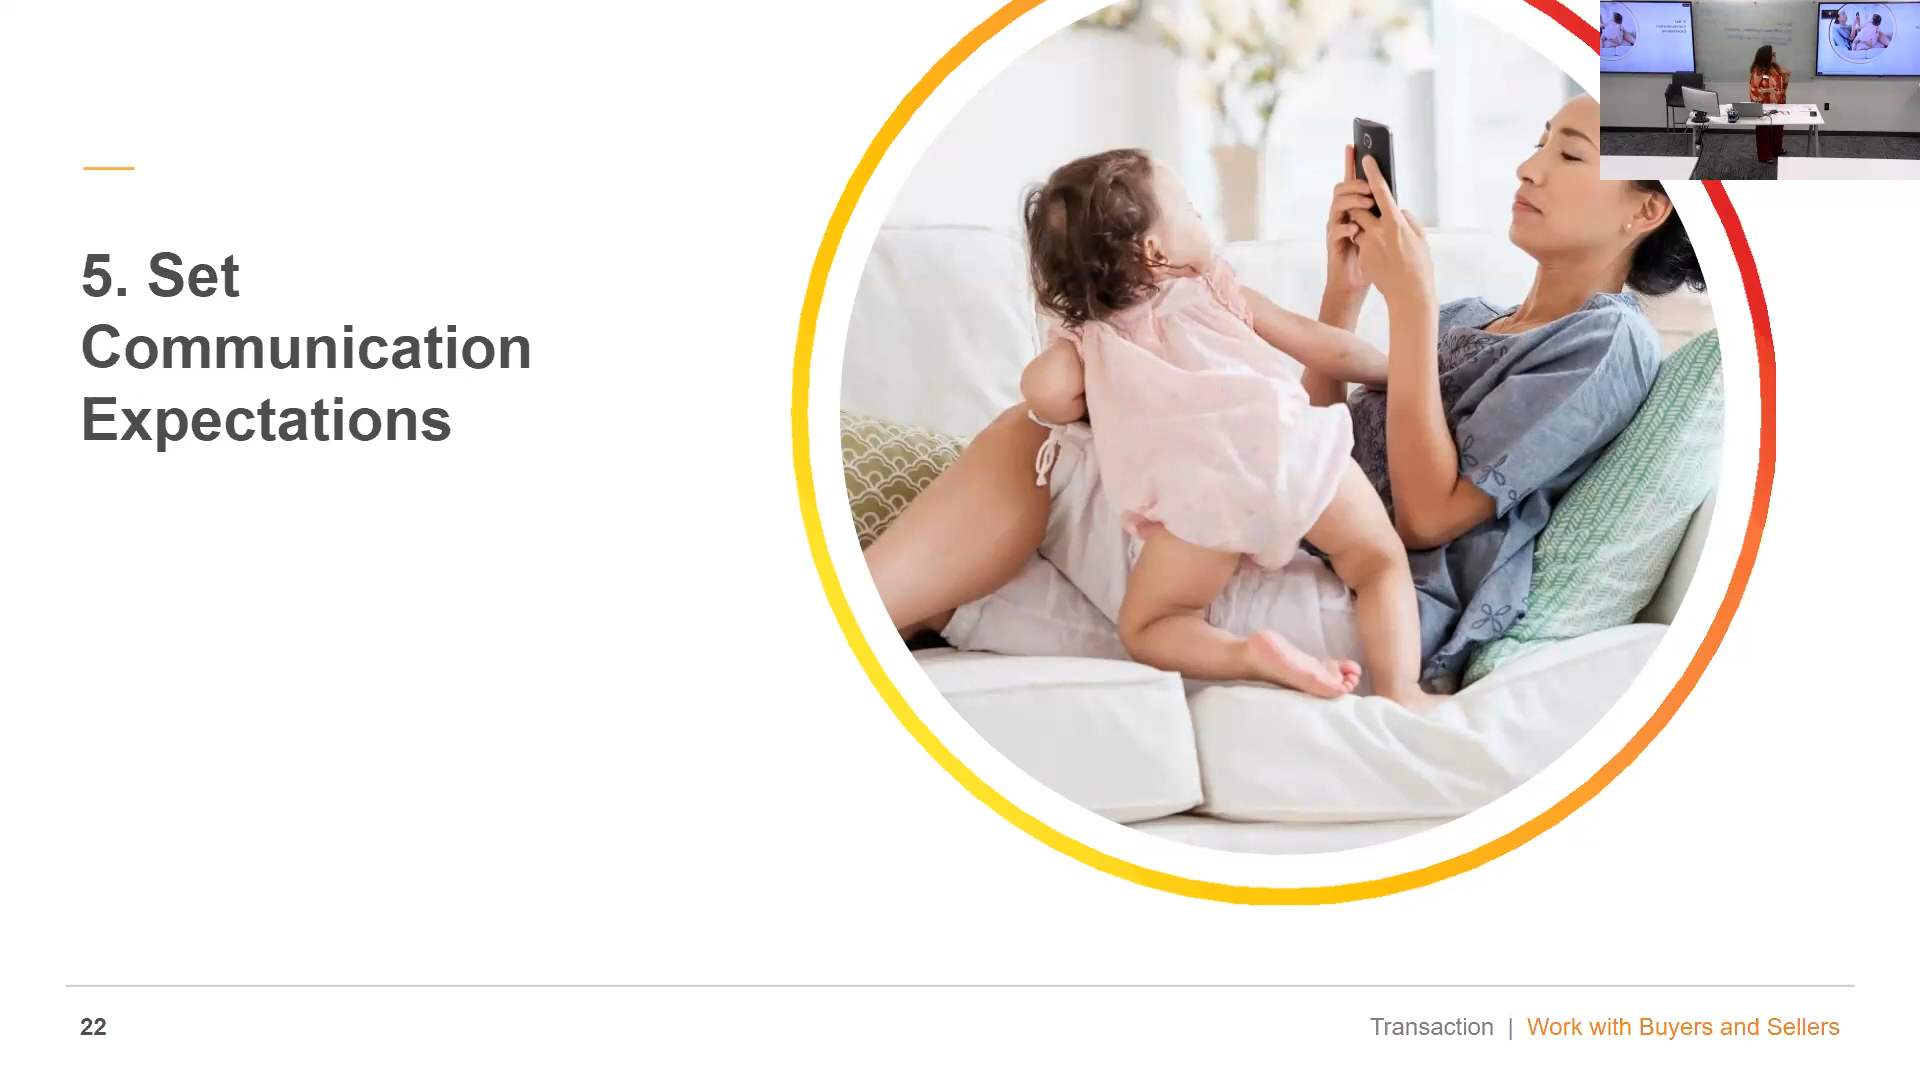 5. Set
Communication
Expectations
22
Transaction | Work with Buyers and Sellers